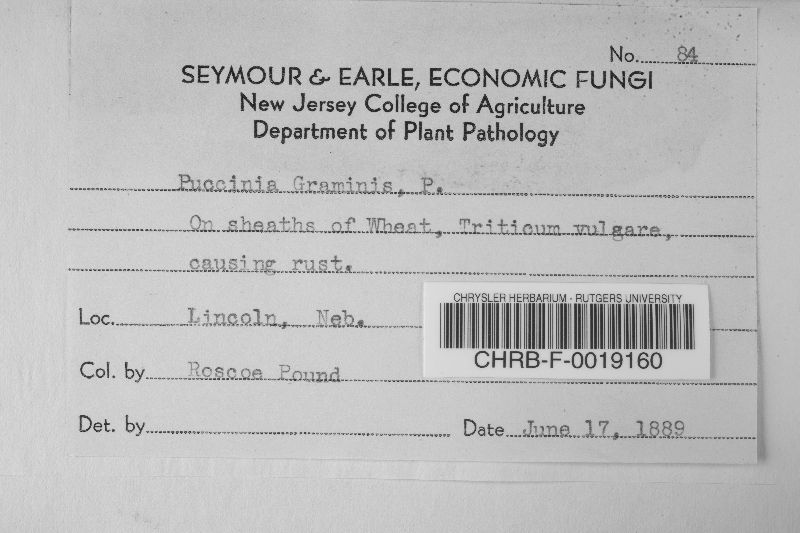 No. 84
SEYMOUR & EARLE, ECONOMIC FUNGI
New Jersey College of Agriculture
Department of Plant Pathology
Puccinia Graminis, P.
On sheaths of Wheat, Triticum vulgare,
causing rust.
Loc. Lincoln, Neb.
CHRYSLER HERBARIUM - RUTGERS UNIVERSITY
CHRB-F-0019160
Col. by Roscoe Pound
Det. by
Date June 17, 1889